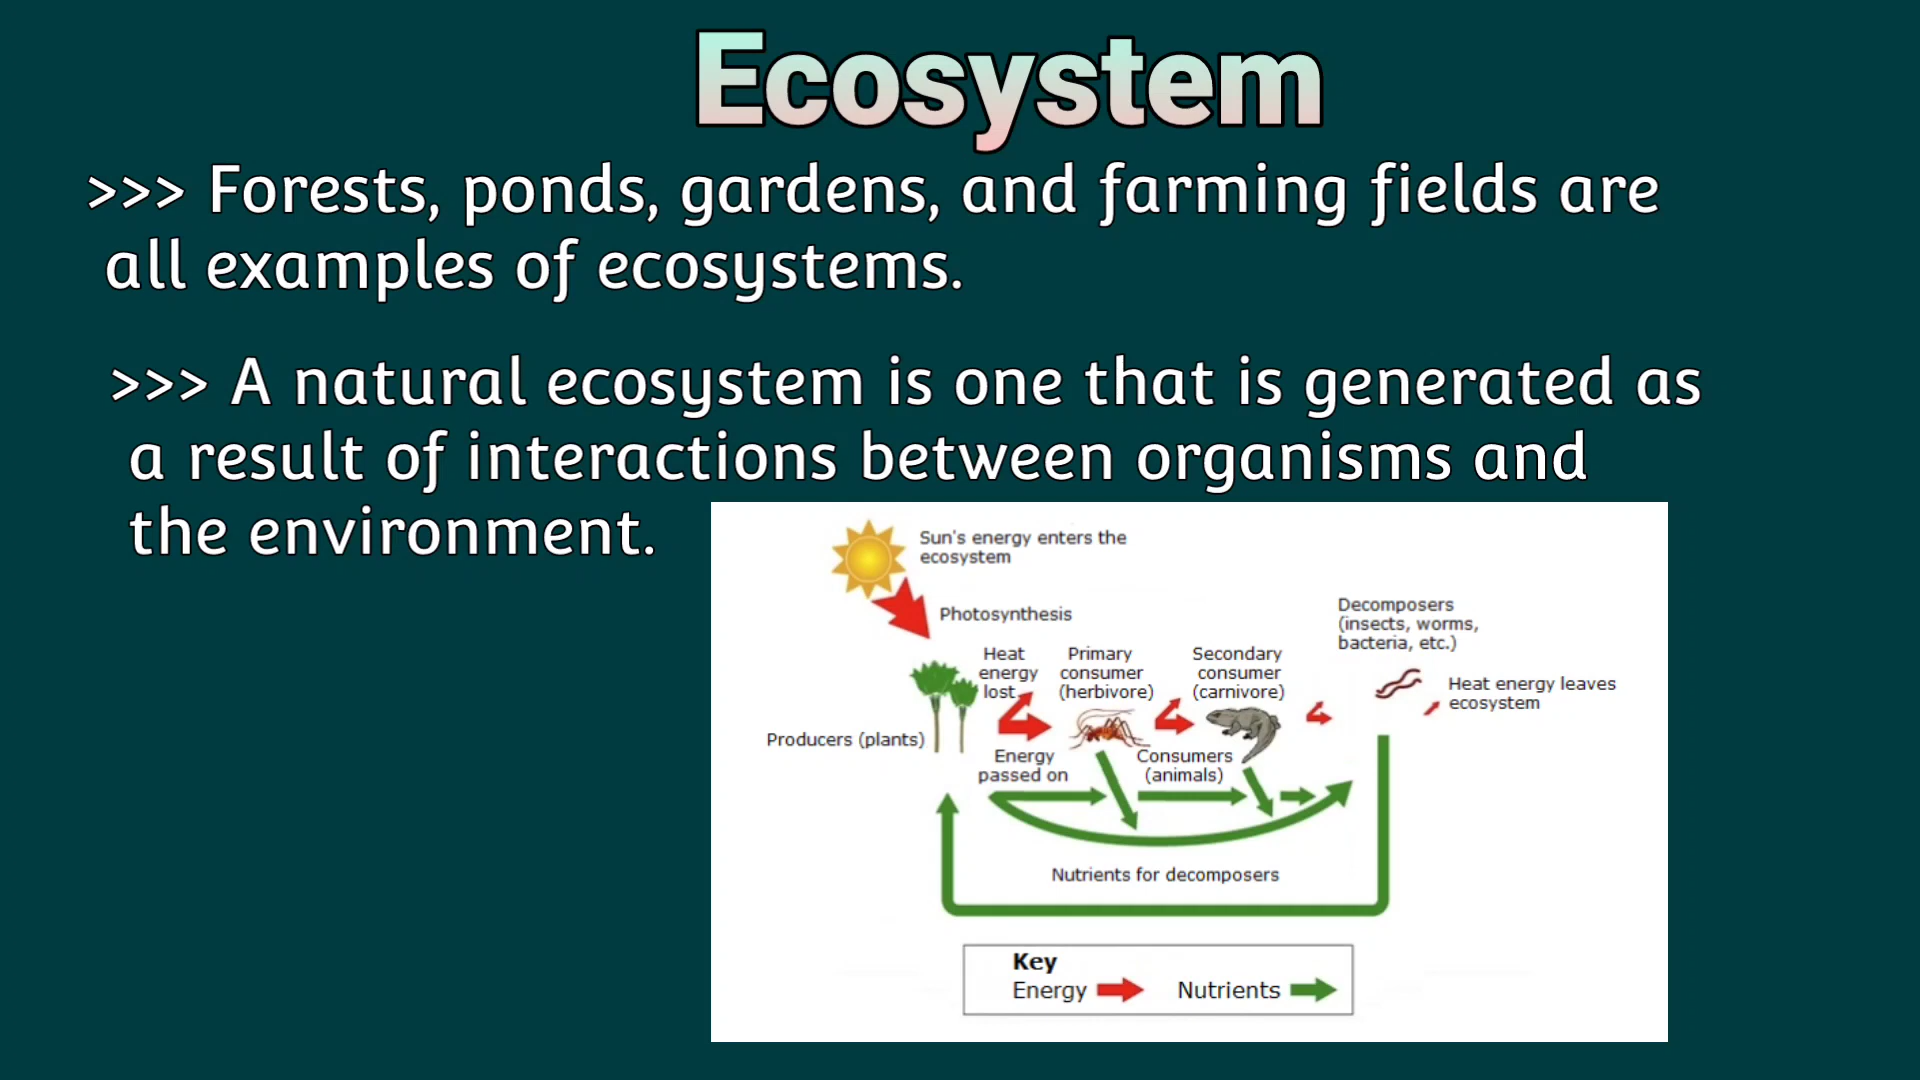 Ecosystem
>>> Forests, ponds, gardens, and farming fields are
all examples of ecosystems.
>>> A natural ecosystem is one that is generated as
a result of interactions between organisms and
the environment.
Sun's energy enters the
ecosystem
Photosynthesis
Decomposers
(insects, worms,
bacteria, etc.)
Heat
energy
lost
Primary
consumer
(herbivore)
Secondary
consumer
(carnivore)
Heat energy leaves
ecosystem
Producers (plants)
Energy
passed on
Consumers
(animals)
Nutrients for decomposers
Key
Energy
Nutrients